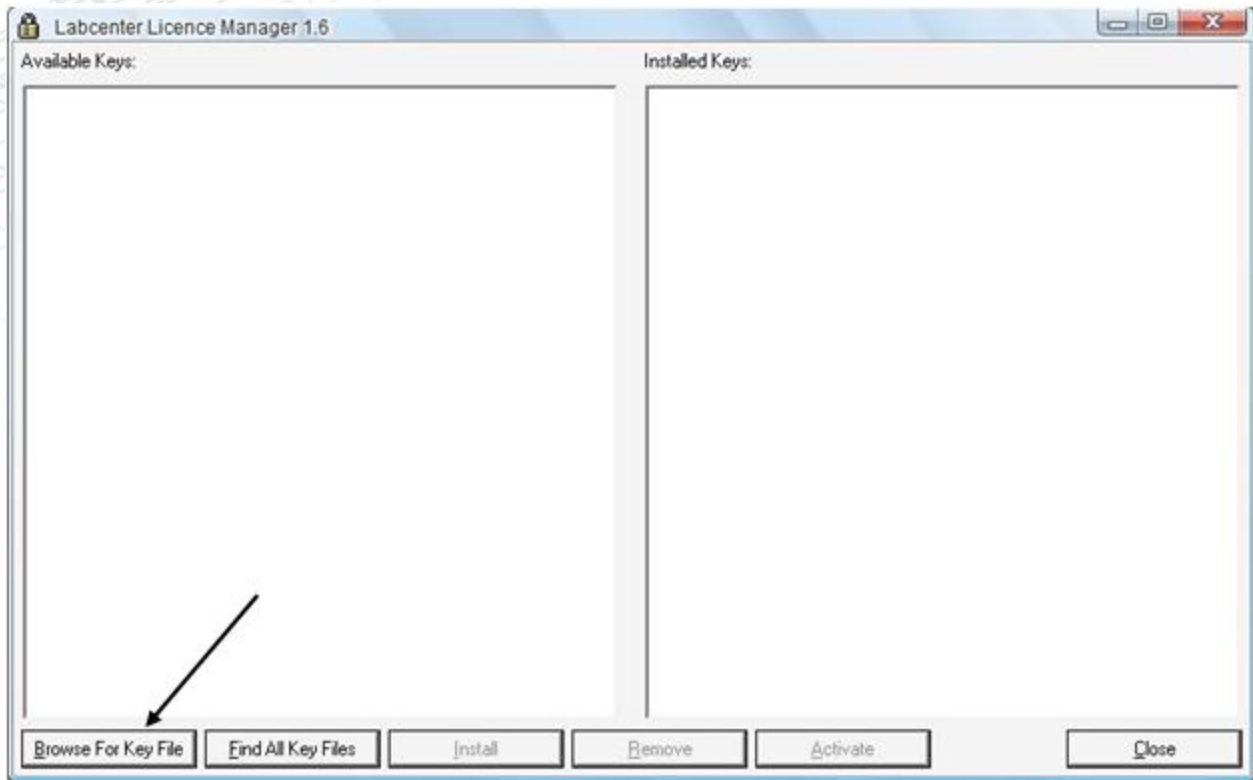 Labcenter Licence Manager 1.6
Available Keys:
Installed Keys:
Browse For Key File
Find All Key Files
Install
Remove
Activate
Close